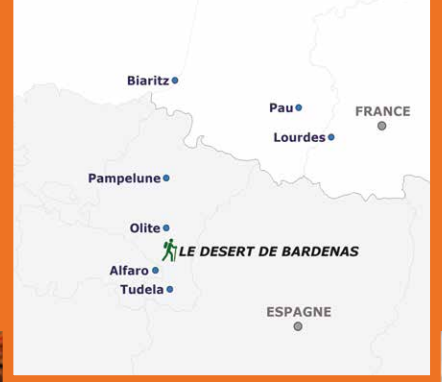 Biaritz
Pau
FRANCE
Lourdes
Pampelune
Olite
LE DESERT DE BARDENAS
Alfaro
Tudela
ESPAGNE